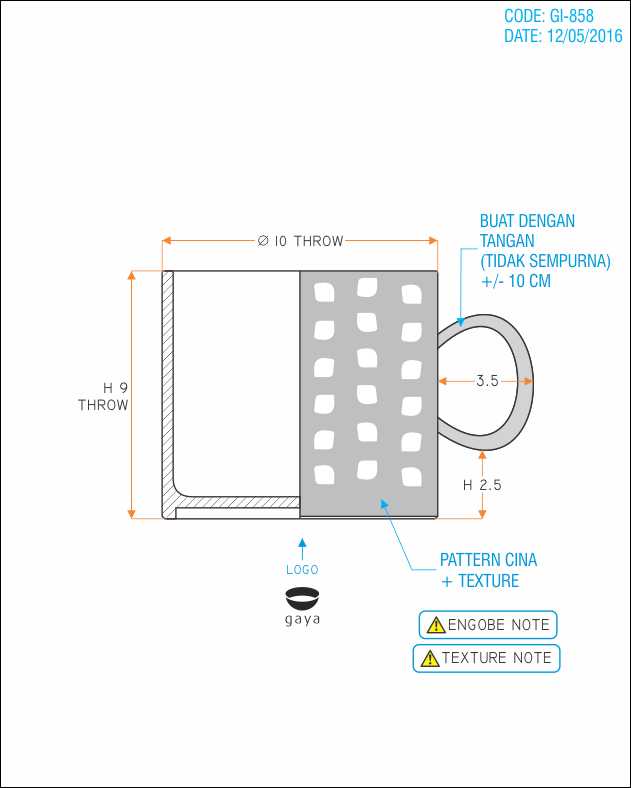 CODE: GI-858
DATE: 12/05/2016
Ø 10 THROW
BUAT DENGAN
TANGAN
(TIDAK SEMPURNA)
+/- 10 CM
H 9
THROW
3.5
H 2.5
PATTERN CINA
+ TEXTURE
LOGO
gaya
ENGOBE NOTE
TEXTURE NOTE